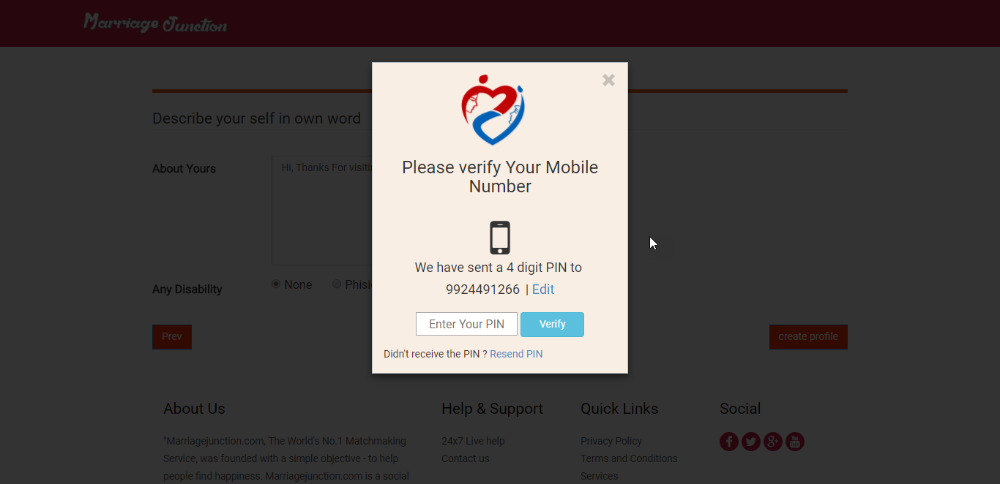 Marriage Junction
Describe your self in own word
About Yours
Hi, Thanks For
Any Disability
None
Prev
create profile
Please verify Your Mobile
Number
We have sent a 4 digit PIN to
9924491266 | Edit
Enter Your PIN
Verify
Didn't receive the PIN ? Resend PIN
About Us
"Marriagejunction.com, The World's No.1 Matchmaking
Service, was founded with a simple objective - to help
people find happiness. Marriagejunction.com is a social
Help & Support
24x7 Live help
Contact us
Quick Links
Privacy Policy
Terms and Conditions
Services
Social